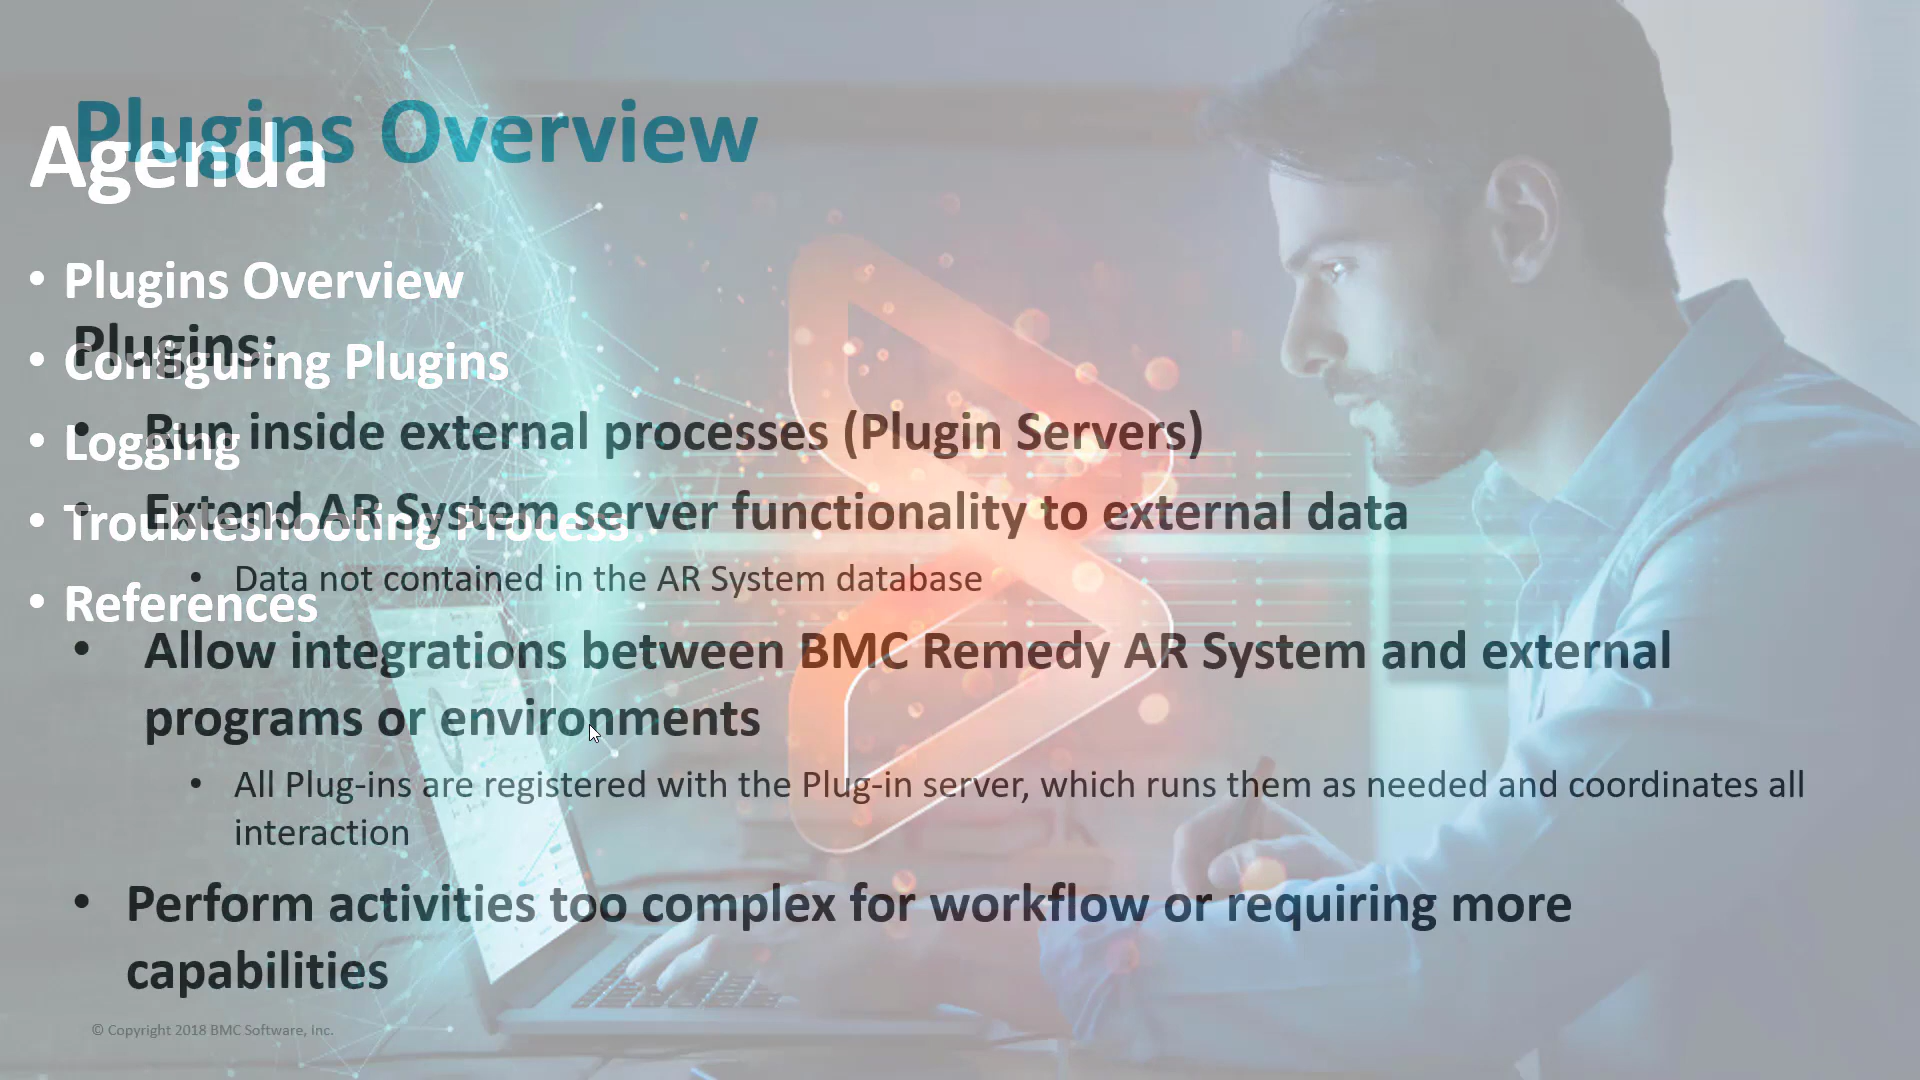 Agenda
• Plugins Overview
• Configuring Plugins
• Logging
• Troubleshooting Process
• References
Plugins Overview
Plugins:
• Run inside external processes (Plugin Servers)
• Extend AR System server functionality to external data
• Data not contained in the AR System database
• Allow integrations between BMC Remedy AR System and external
programs or environments
• All Plug-ins are registered with the Plug-in server, which runs them as needed and coordinates all
interaction
• Perform activities too complex for workflow or requiring more
capabilities
© Copyright 2018 BMC Software, Inc.